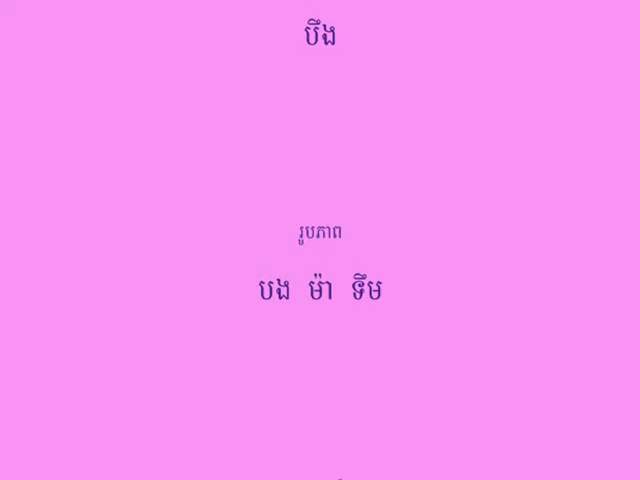 បឹង
រូបភាព
បង ម៉ា ទឹម